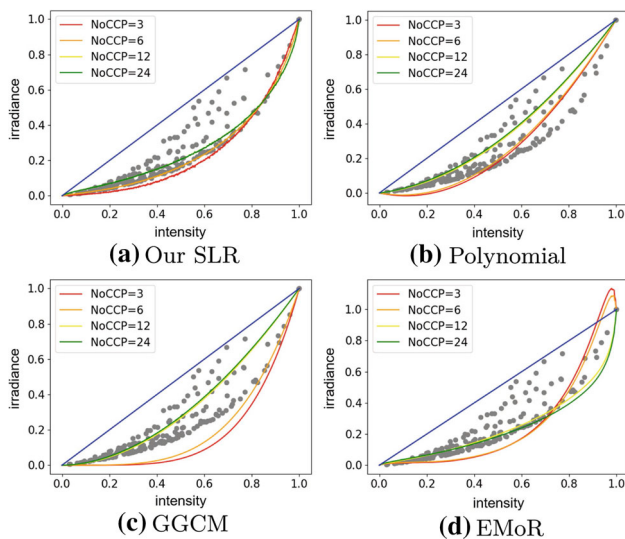 NoCCP=3
NoCCP=6
NoCCP=12
NoCCP=24
irradiance
1.0
0.8
0.6
0.4
0.2
0.0
0.0 0.2 0.4 0.6 0.8 1.0
intensity
(a) Our SLR
NoCCP=3
NoCCP=6
NoCCP=12
NoCCP=24
irradiance
1.0
0.8
0.6
0.4
0.2
0.0
0.0 0.2 0.4 0.6 0.8 1.0
intensity
(b) Polynomial
NoCCP=3
NoCCP=6
NoCCP=12
NoCCP=24
irradiance
1.0
0.8
0.6
0.4
0.2
0.0
0.0 0.2 0.4 0.6 0.8 1.0
intensity
(c) GGCM
NoCCP=3
NoCCP=6
NoCCP=12
NoCCP=24
irradiance
1.0
0.8
0.6
0.4
0.2
0.0
0.0 0.2 0.4 0.6 0.8 1.0
intensity
(d) EMoR